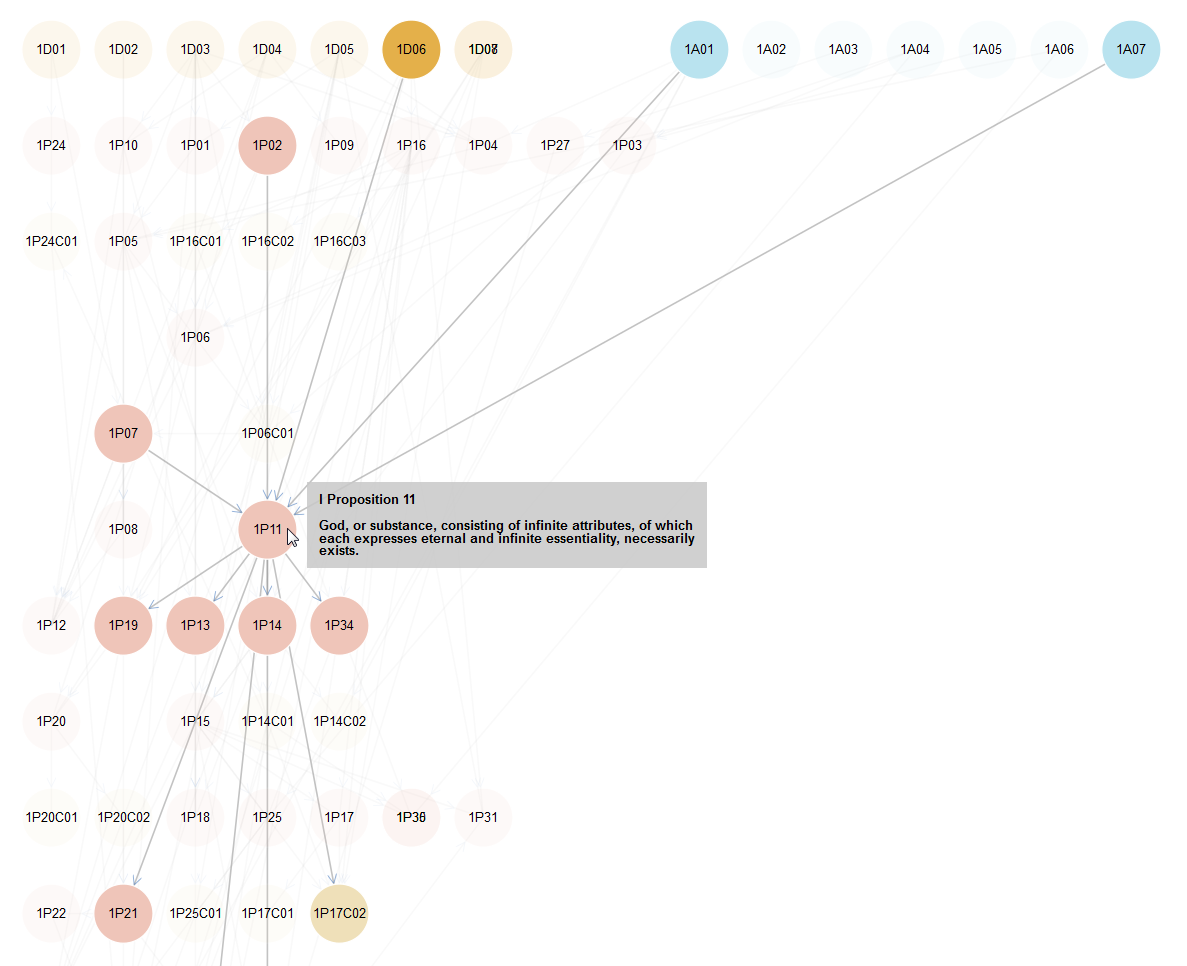 1D01 1D02 1D03 1D04 1D05 1D06 1A01 1A02 1A03 1A04 1A05 1A06 1A07
1P24 1P10 1P01 1P02 1P09 1P16 1P04 1P27 1P03
1P24C01 1P05 1P16C01 1P16C02 1P16C03
1P06
1P07 1P06C01
1P08 1P11
I Proposition 11
God, or substance, consisting of infinite attributes, of which
each expresses eternal and infinite essentiality, necessarily
exists.
1P12 1P19 1P13 1P14 1P34
1P20 1P15 1P14C01 1P14C02
1P20C01 1P20C02 1P18 1P25 1P17 1P31
1P22 1P21 1P25C01 1P17C01 1P17C02